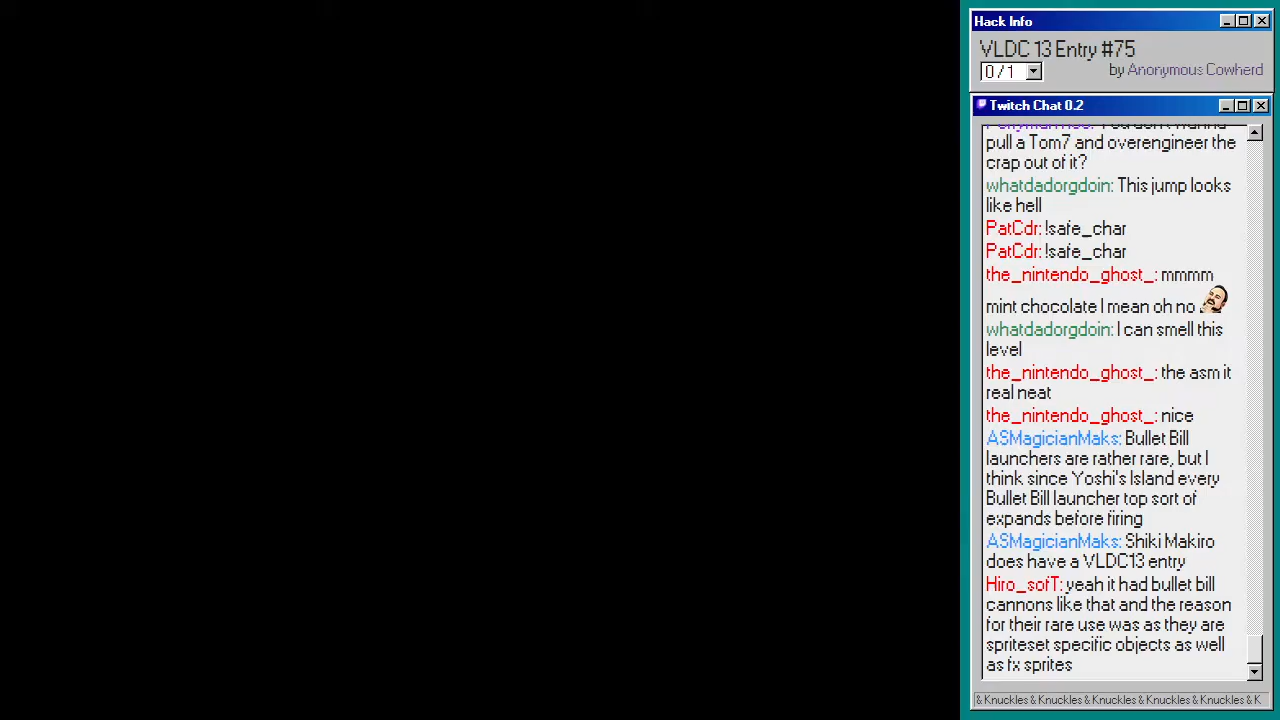 Hack Info
VLDC 13 Entry #75
0/1
by Anonymous Cowherd
Twitch Chat 0.2
pull a Tom7 and overengineer the
crap out of it?
whatdadorgdoin: This jump looks
like hell
PatCdr: !safe_char
PatCdr: !safe_char
the_nintendo_ghost_: mmmm
mint chocolate I mean oh no
whatdadorgdoin: I can smell this
level
the_nintendo_ghost_: the asm it
real neat
the_nintendo_ghost_: nice
ASMagicianMaks: Bullet Bill
launchers are rather rare, but I
think since Yoshi's Island every
Bullet Bill launcher top sort of
expands before firing
ASMagicianMaks: Shiki Makiro
does have a VLDC13 entry
Hiro_sofT: yeah it had bullet bill
cannons like that and the reason
for their rare use was as they are
spriteset specific objects as well
as fx sprites
& Knuckles & Knuckles & Knuckles & Knuckles & Knuckles & K